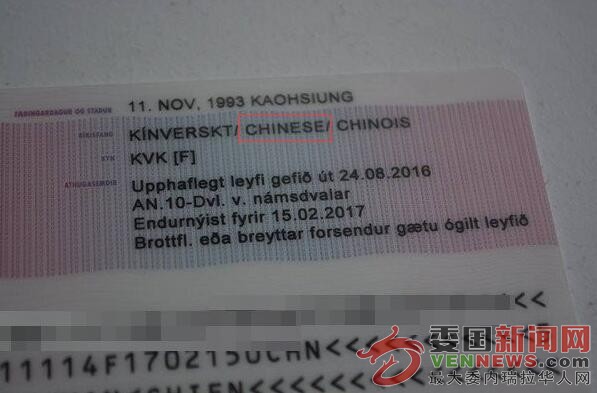 FÆÐINGARDAGUR OG STAÐUR 11. NOV, 1993 KAOHSIUNG
RÍKISFANG KÍNVERSKT/ CHINESE/ CHINOIS
KYN KVK [F]
ATHUGASEMDIR Upphaflegt leyfi gefið út 24.08.2016
AN.10-Dvl. v. námsdvalar
Endurnýist fyrir 15.02.2017
Brottfl. eða breyttar forsendur gætu ógilt leyfið
<<
11114F1702150CHN<<<<<<<<
委国新闻网
VENNEWS.COM
最大委内瑞拉华人网